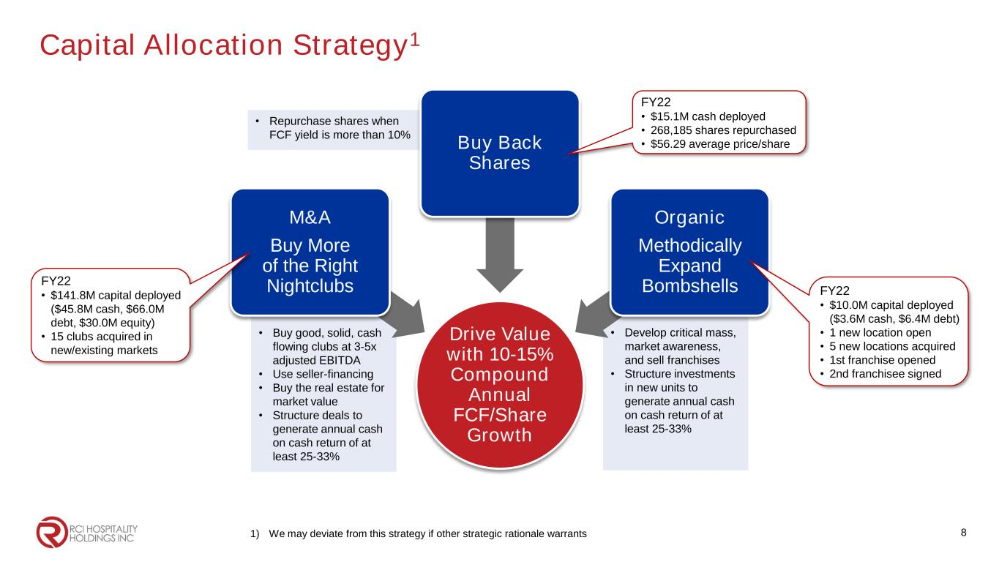 Capital Allocation Strategy¹
• Repurchase shares when
FCF yield is more than 10%
Buy Back
Shares
FY22
• $15.1M cash deployed
• 268,185 shares repurchased
• $56.29 average price/share
M&A
Buy More
of the Right
Nightclubs
FY22
• $141.8M capital deployed
($45.8M cash, $66.0M
debt, $30.0M equity)
• 15 clubs acquired in
new/existing markets
• Buy good, solid, cash
flowing clubs at 3-5x
adjusted EBITDA
• Use seller-financing
• Buy the real estate for
market value
• Structure deals to
generate annual cash
on cash return of at
least 25-33%
Drive Value
with 10-15%
Compound
Annual
FCF/Share
Growth
Organic
Methodically
Expand
Bombshells
FY22
• $10.0M capital deployed
($3.6M cash, $6.4M debt)
• 1 new location open
• 5 new locations acquired
• 1st franchise opened
• 2nd franchisee signed
• Develop critical mass,
market awareness,
and sell franchises
• Structure investments
in new units to
generate annual cash
on cash return of at
least 25-33%
RCI HOSPITALITY
HOLDINGS INC
1) We may deviate from this strategy if other strategic rationale warrants
8